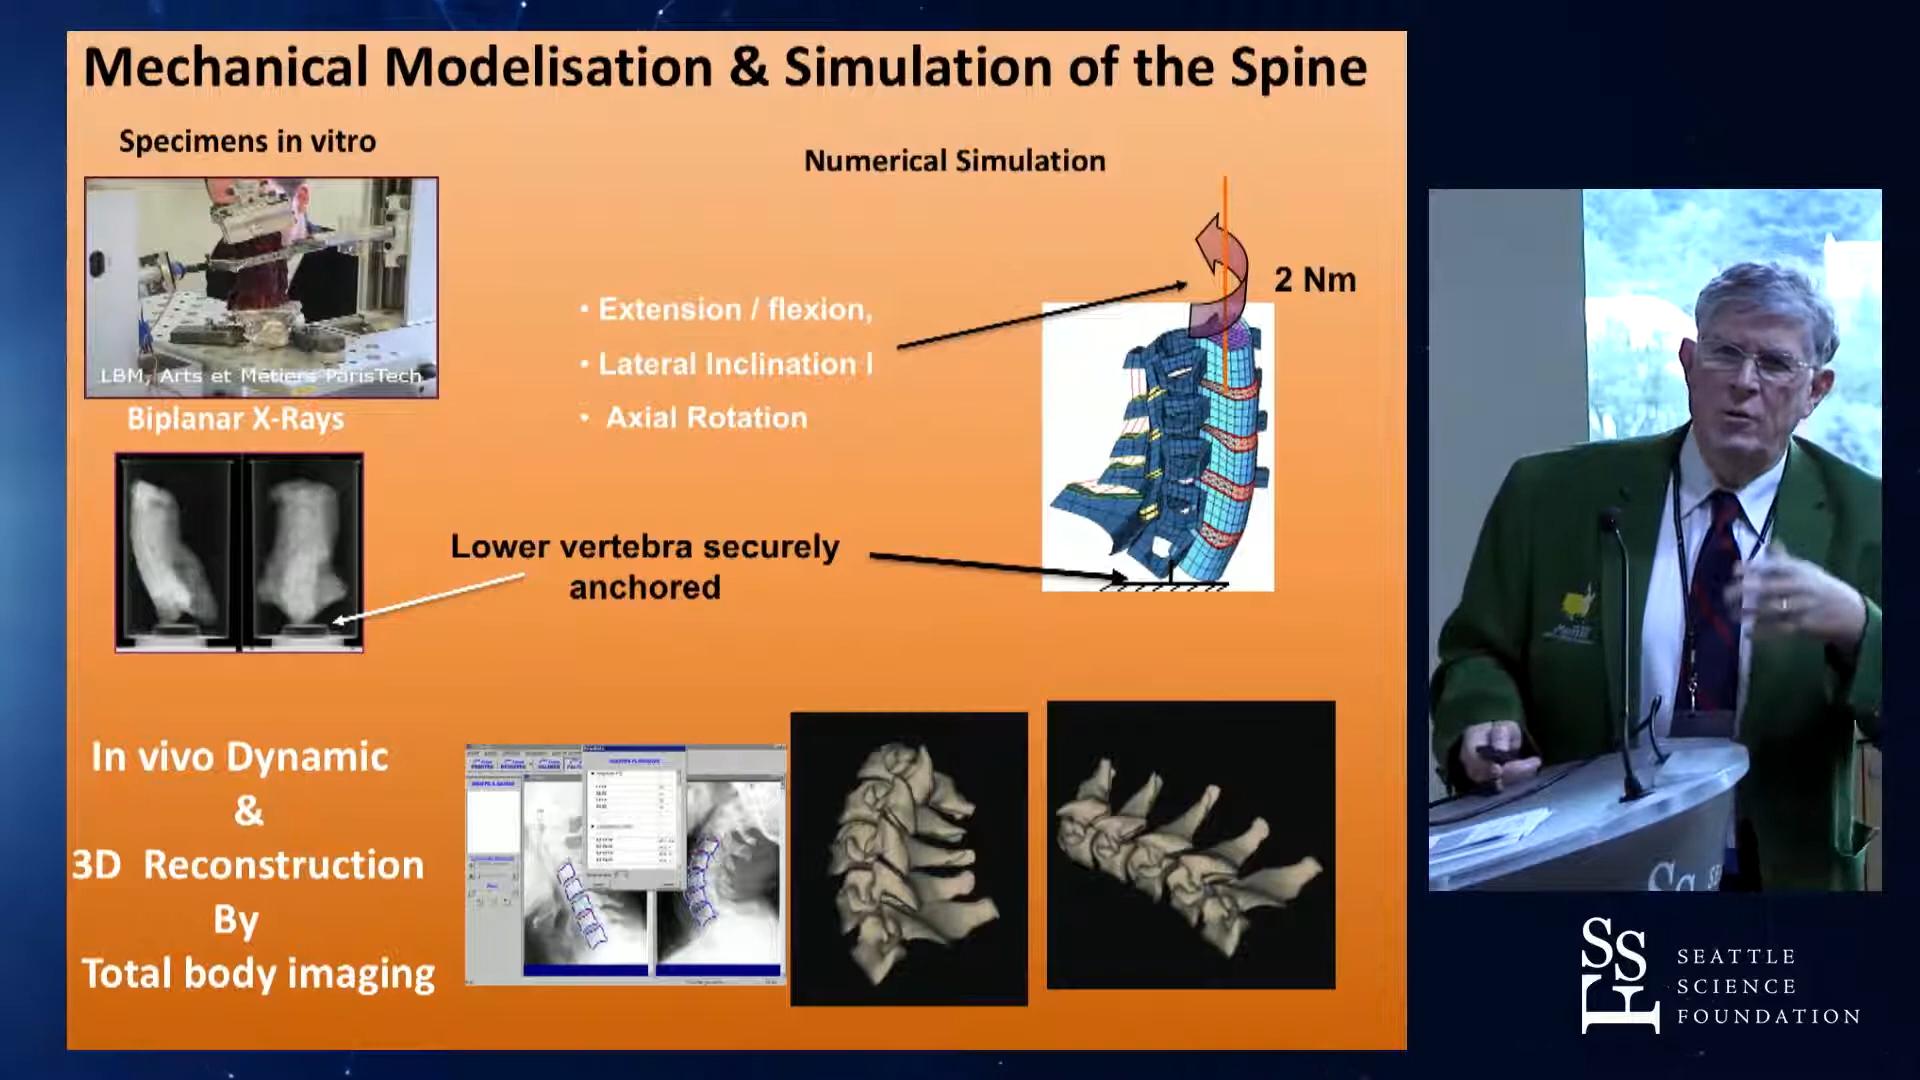 Mechanical Modelisation & Simulation of the Spine
Specimens in vitro
Numerical Simulation
LBM, Arts et Métiers ParisTech
Biplanar X-Rays
• Extension / flexion,
• Lateral Inclination l
• Axial Rotation
2 Nm
Lower vertebra securely
anchored
In vivo Dynamic
&
3D Reconstruction
By
Total body imaging
SSF
SEATTLE
SCIENCE
FOUNDATION